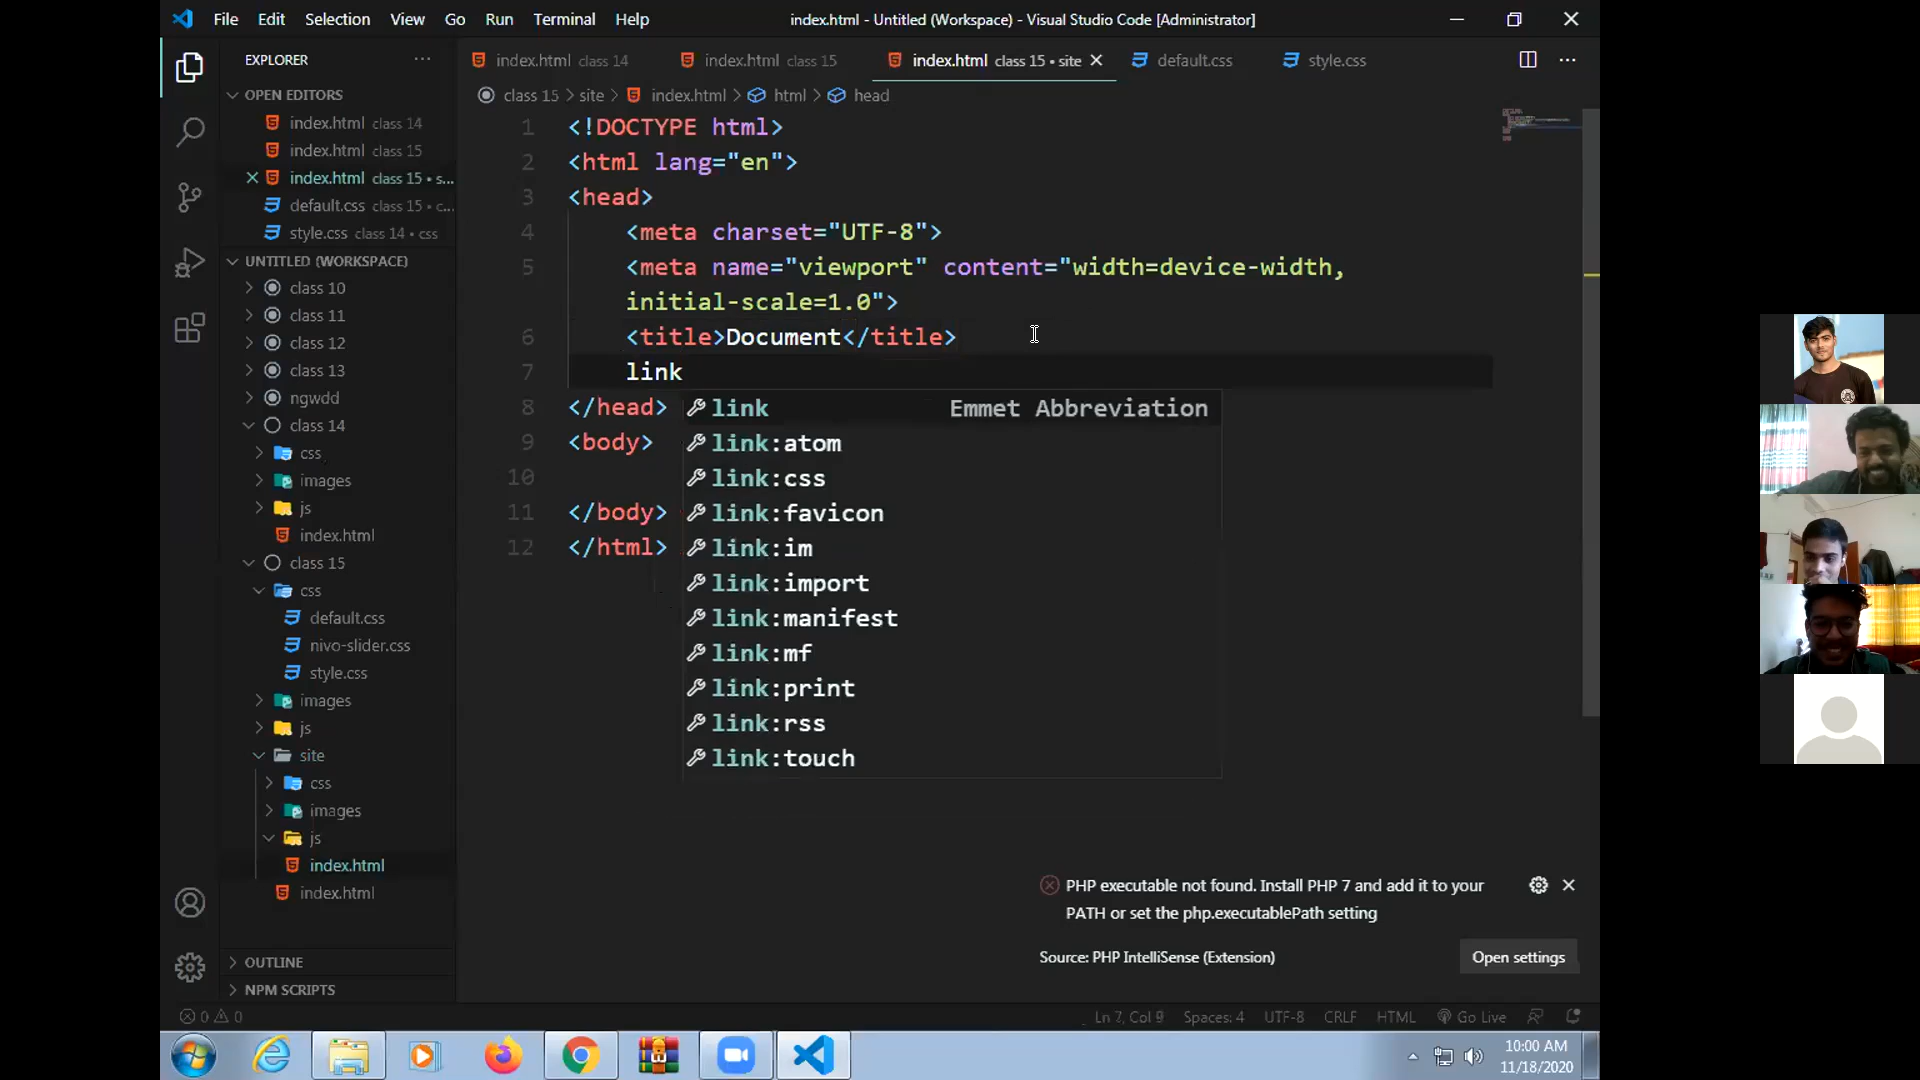 File Edit Selection View Go Run Terminal Help
index.html - Untitled (Workspace) - Visual Studio Code [Administrator]
EXPLORER
OPEN EDITORS
index.html class 14
index.html class 15
index.html class 15 • s...
default.css class 15 • c...
style.css class 14 • css
UNTITLED (WORKSPACE)
class 10
class 11
class 12
class 13
ngwdd
class 14
css
images
js
index.html
class 15
css
default.css
nivo-slider.css
style.css
images
js
site
css
images
js
index.html
index.html
OUTLINE
NPM SCRIPTS
index.html class 14 index.html class 15 index.html class 15 • site default.css style.css
class 15 > site > index.html > html > head
1 <!DOCTYPE html>
2 <html lang="en">
3 <head>
4 <meta charset="UTF-8">
5 <meta name="viewport" content="width=device-width,
initial-scale=1.0">
6 <title>Document</title>
7 link
8 </head>
9 <body>
10
11 </body>
12 </html>
link Emmet Abbreviation
link:atom
link:css
link:favicon
link:im
link:import
link:manifest
link:mf
link:print
link:rss
link:touch
PHP executable not found. Install PHP 7 and add it to your
PATH or set the php.executablePath setting
Source: PHP IntelliSense (Extension)
Open settings
0 0
Ln 7, Col 9 Spaces: 4 UTF-8 CRLF HTML Go Live
10:00 AM
11/18/2020